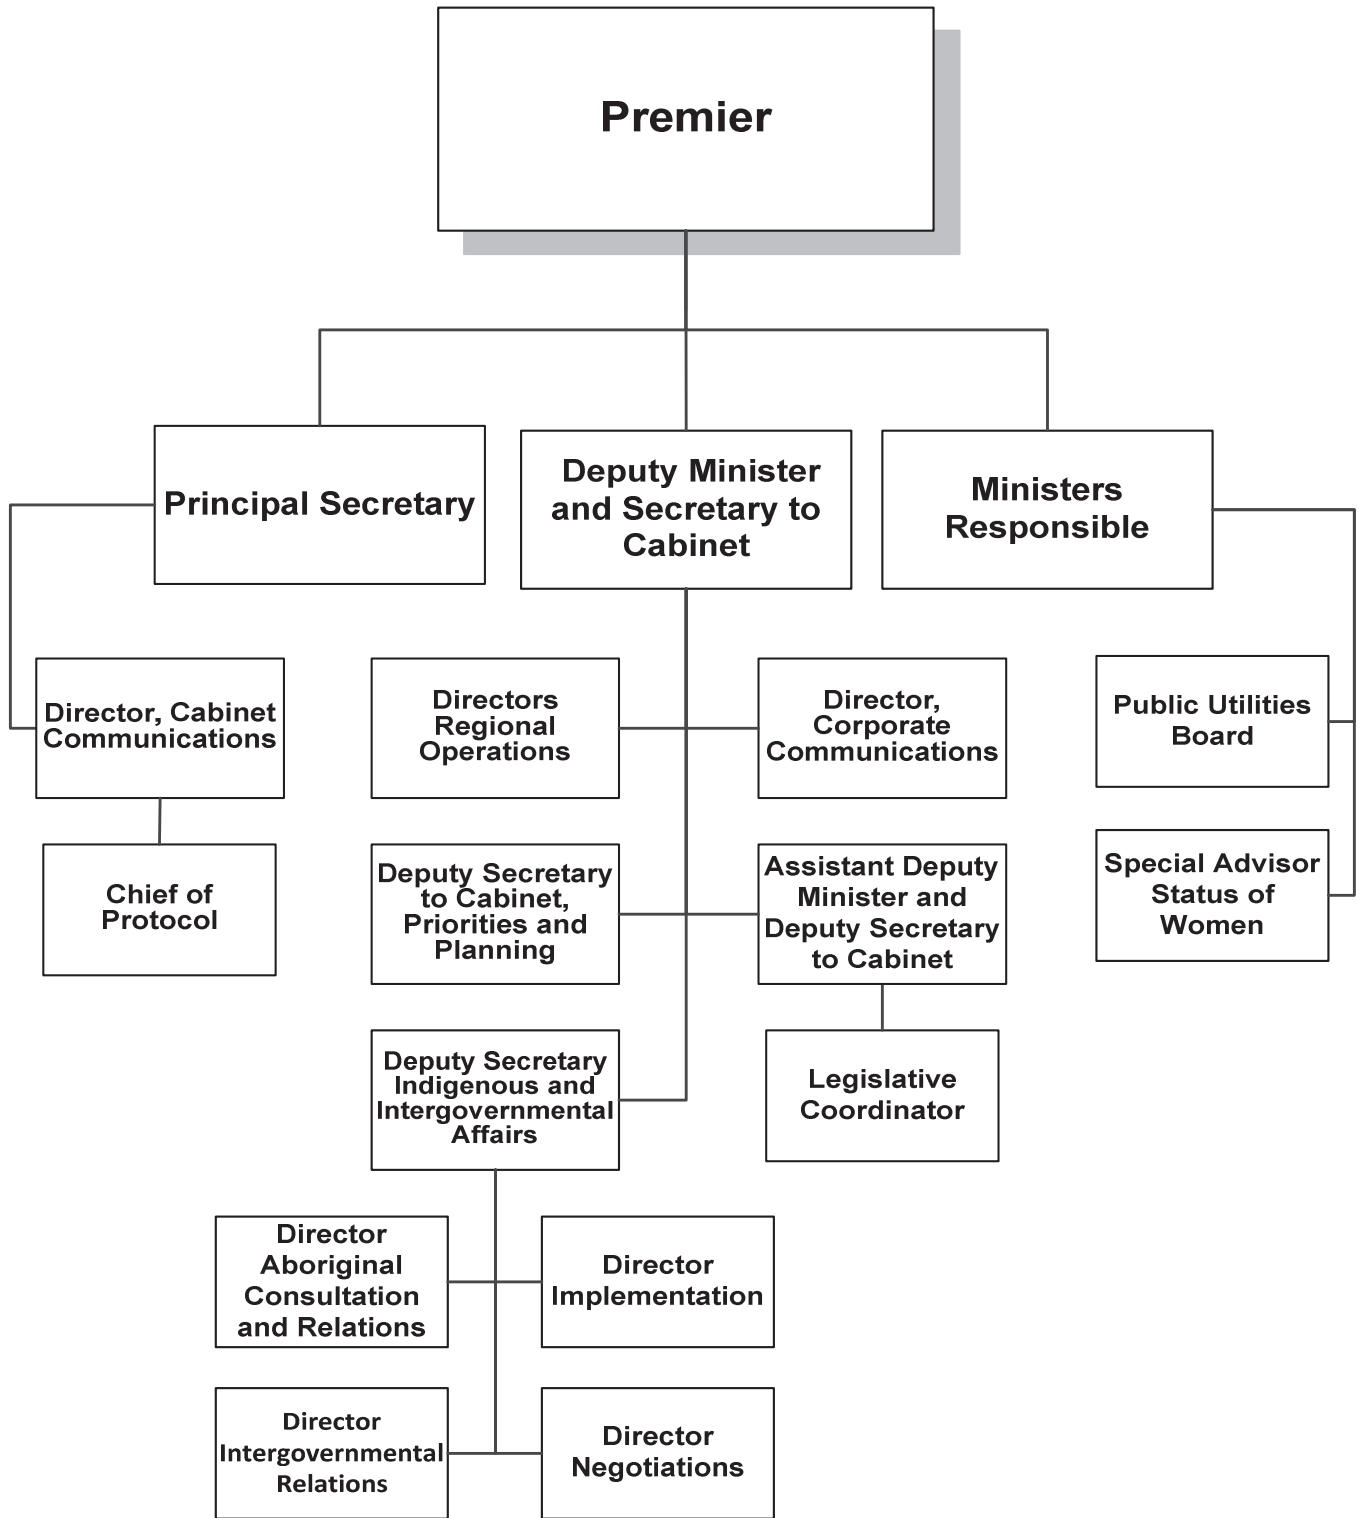 Premier
Principal Secretary
Deputy Minister
and Secretary to
Cabinet
Ministers
Responsible
Director, Cabinet
Communications
Directors
Regional
Operations
Director,
Corporate
Communications
Public Utilities
Board
Chief of
Protocol
Deputy Secretary
to Cabinet,
Priorities and
Planning
Assistant Deputy
Minister and
Deputy Secretary
to Cabinet
Special Advisor
Status of
Women
Deputy Secretary
Indigenous and
Intergovernmental
Affairs
Legislative
Coordinator
Director
Aboriginal
Consultation
and Relations
Director
Implementation
Director
Intergovernmental
Relations
Director
Negotiations